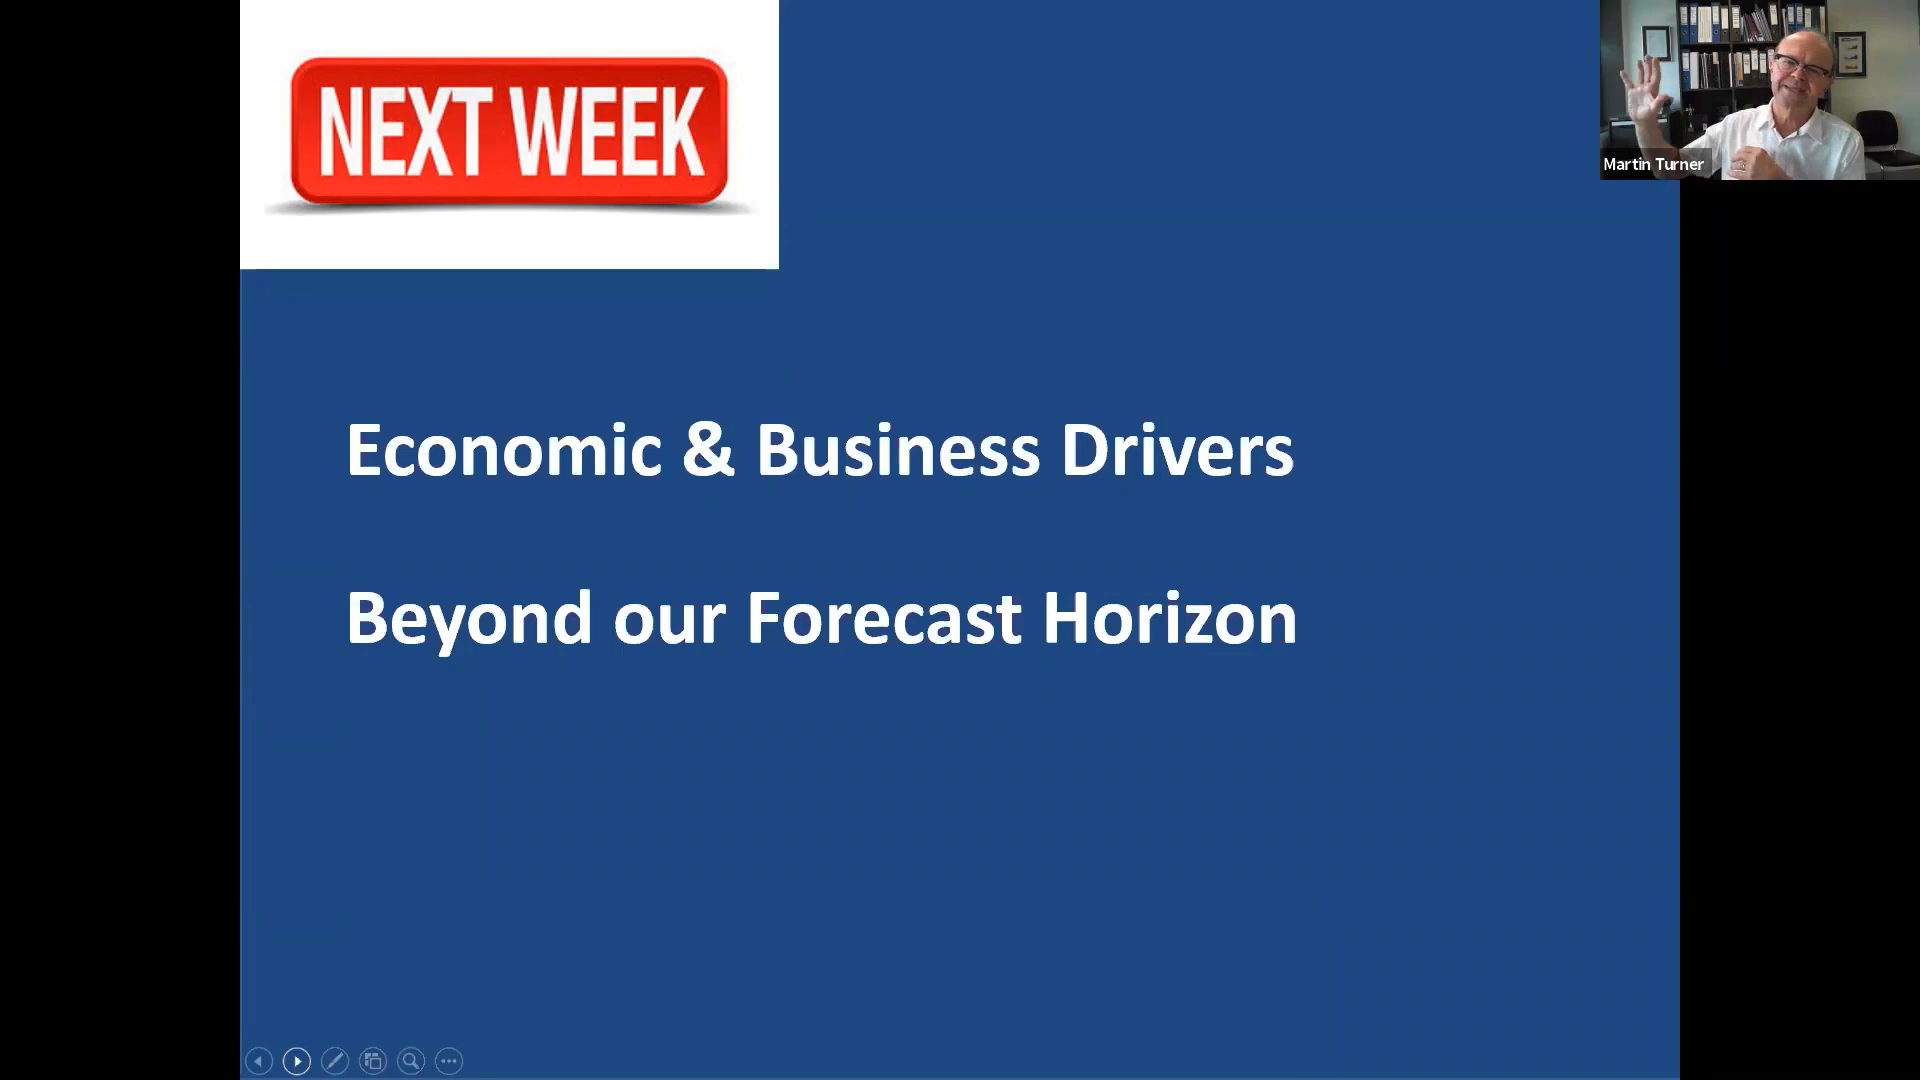 NEXT WEEK
Martin Turner
Economic & Business Drivers
Beyond our Forecast Horizon